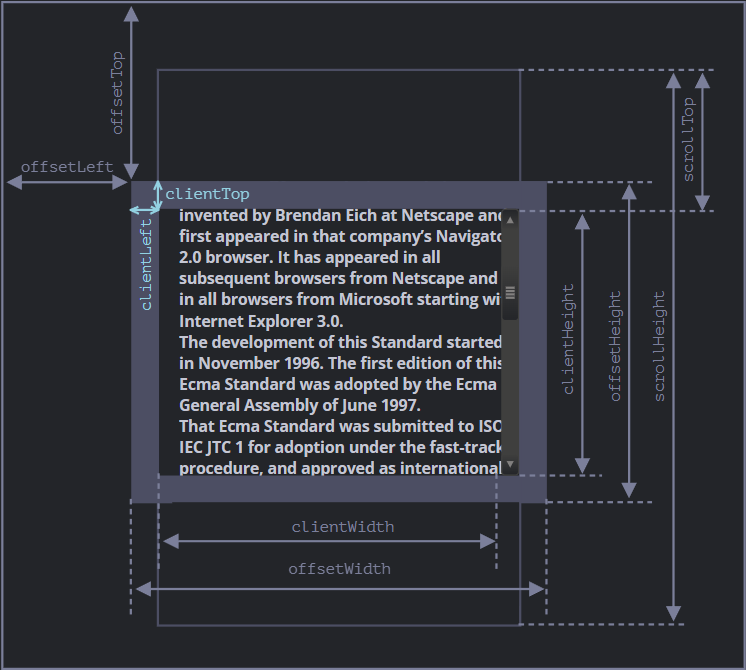 offsetTop
offsetLeft
scrollTop
clientTop
clientLeft
invented by Brendan Eich at Netscape and
first appeared in that company’s Navigato
2.0 browser. It has appeared in all
subsequent browsers from Netscape and
in all browsers from Microsoft starting wi
Internet Explorer 3.0.
The development of this Standard started
in November 1996. The first edition of this
Ecma Standard was adopted by the Ecma
General Assembly of June 1997.
That Ecma Standard was submitted to ISO
IEC JTC 1 for adoption under the fast-track
procedure, and approved as international
clientHeight
offsetHeight
scrollHeight
clientWidth
offsetWidth